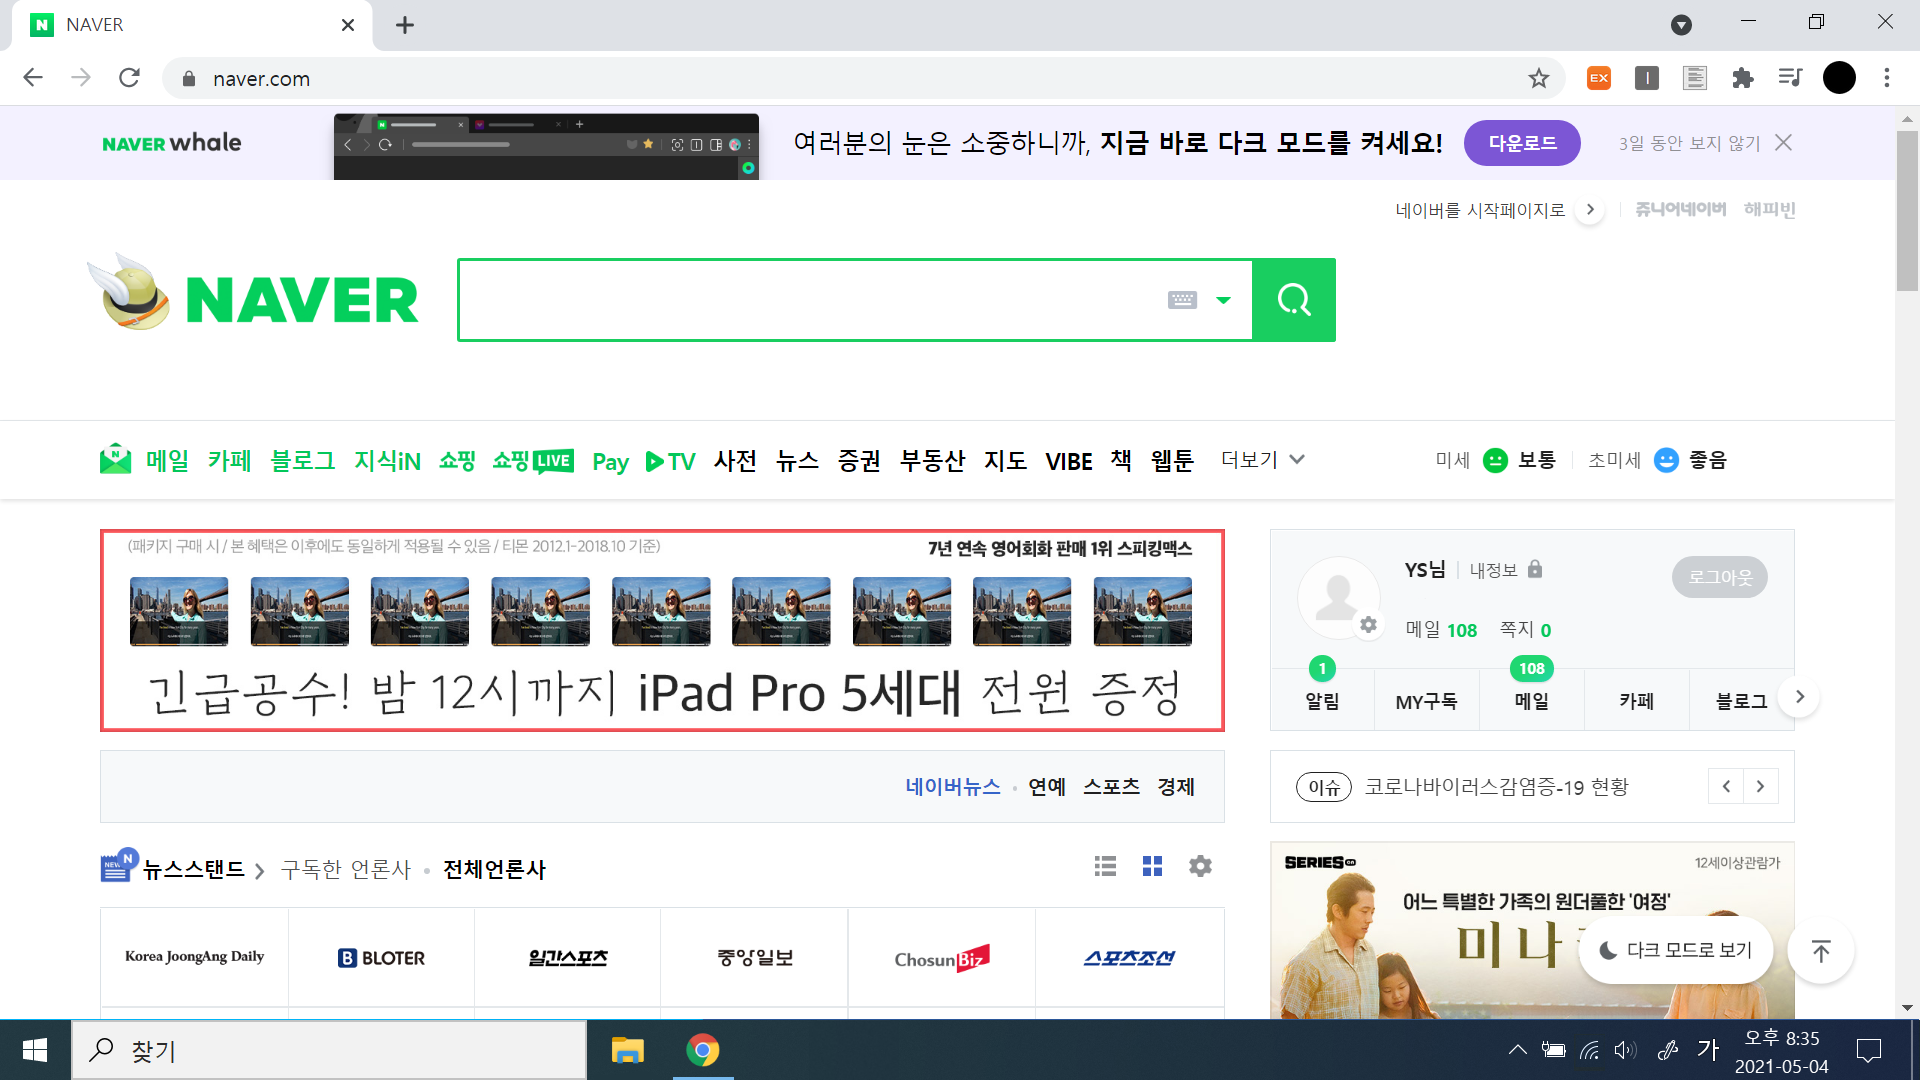 NAVER
naver.com
NAVER whale
여러분의 눈은 소중하니까, 지금 바로 다크 모드를 켜세요!
다운로드
3일 동안 보지 않기
네이버를 시작페이지로
쥬니어네이버 해피빈
NAVER
메일 카페 블로그 지식iN 쇼핑 쇼핑LIVE Pay TV 사전 뉴스 증권 부동산 지도 VIBE 책 웹툰 더보기
미세 보통 초미세 좋음
(패키지 구매 시 / 본 혜택은 이후에도 동일하게 적용될 수 있음 / 티몬 2012.1-2018.10 기준)
7년 연속 영어회화 판매 1위 스피킹맥스
긴급공수! 밤 12시까지 iPad Pro 5세대 전원 증정
YS님 내정보
로그아웃
메일 108 쪽지 0
1
108
알림 MY구독 메일 카페 블로그
네이버뉴스 · 연예 스포츠 경제
이슈 코로나바이러스감염증-19 현황
NEW N
뉴스스탠드 > 구독한 언론사 · 전체언론사
Korea JoongAng Daily
B BLOTER
일간스포츠
중앙일보
ChosunBiz
스포츠조선
SERIES on
12세이상관람가
어느 특별한 가족의 원더풀한 '여정'
미나
다크 모드로 보기
찾기
가
오후 8:35
2021-05-04